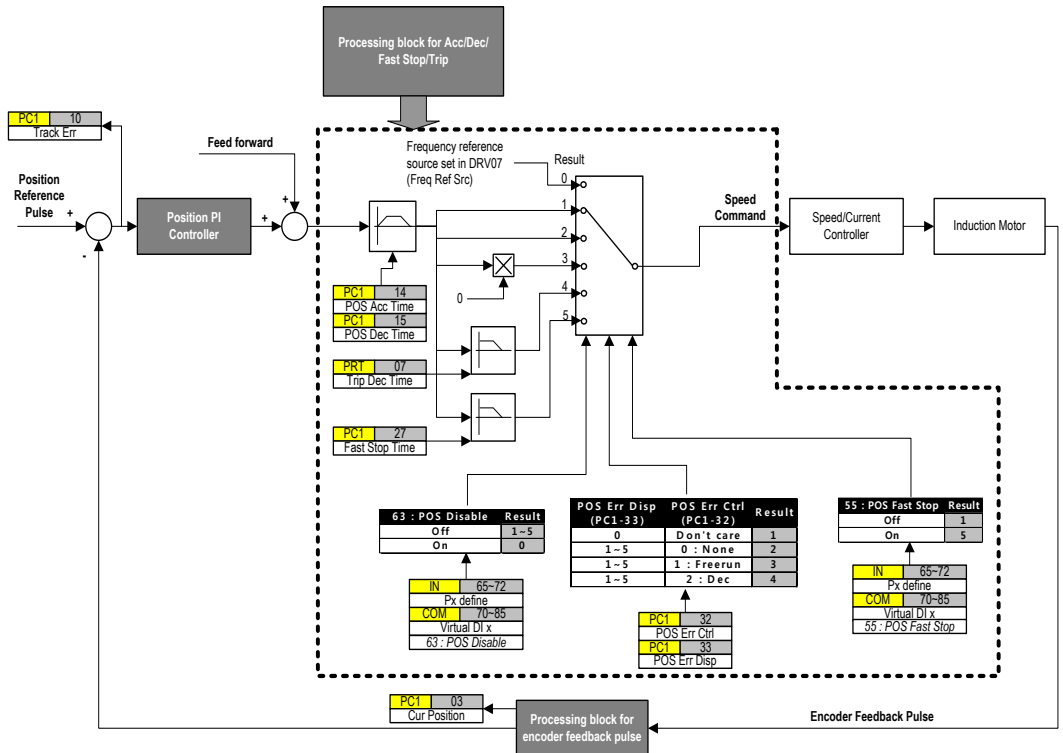 Processing block for Acc/Dec/
Fast Stop/Trip
PC1 10
Track Err
Feed forward
Position
Reference
Pulse
+
-
Position PI
Controller
+
+
Frequency reference
source set in DRV07
(Freq Ref Src)
Result
0
1
2
3
4
5
0
Speed
Command
Speed/Current
Controller
Induction Motor
PC1 14
POS Acc Time
PC1 15
POS Dec Time
PRT 07
Trip Dec Time
PC1 27
Fast Stop Time
63 : POS Disable Result
Off 1~5
On 0
IN 65~72
Px define
COM 70~85
Virtual DI x
63 : POS Disable
POS Err Disp (PC1-33) POS Err Ctrl (PC1-32) Result
0 Don't care 1
1~5 0 : None 2
1~5 1 : Freerun 3
1~5 2 : Dec 4
PC1 32
POS Err Ctrl
PC1 33
POS Err Disp
55 : POS Fast Stop Result
Off 1
On 5
IN 65~72
Px define
COM 70~85
Virtual DI x
55 : POS Fast Stop
PC1 03
Cur Position
Processing block for
encoder feedback pulse
Encoder Feedback Pulse